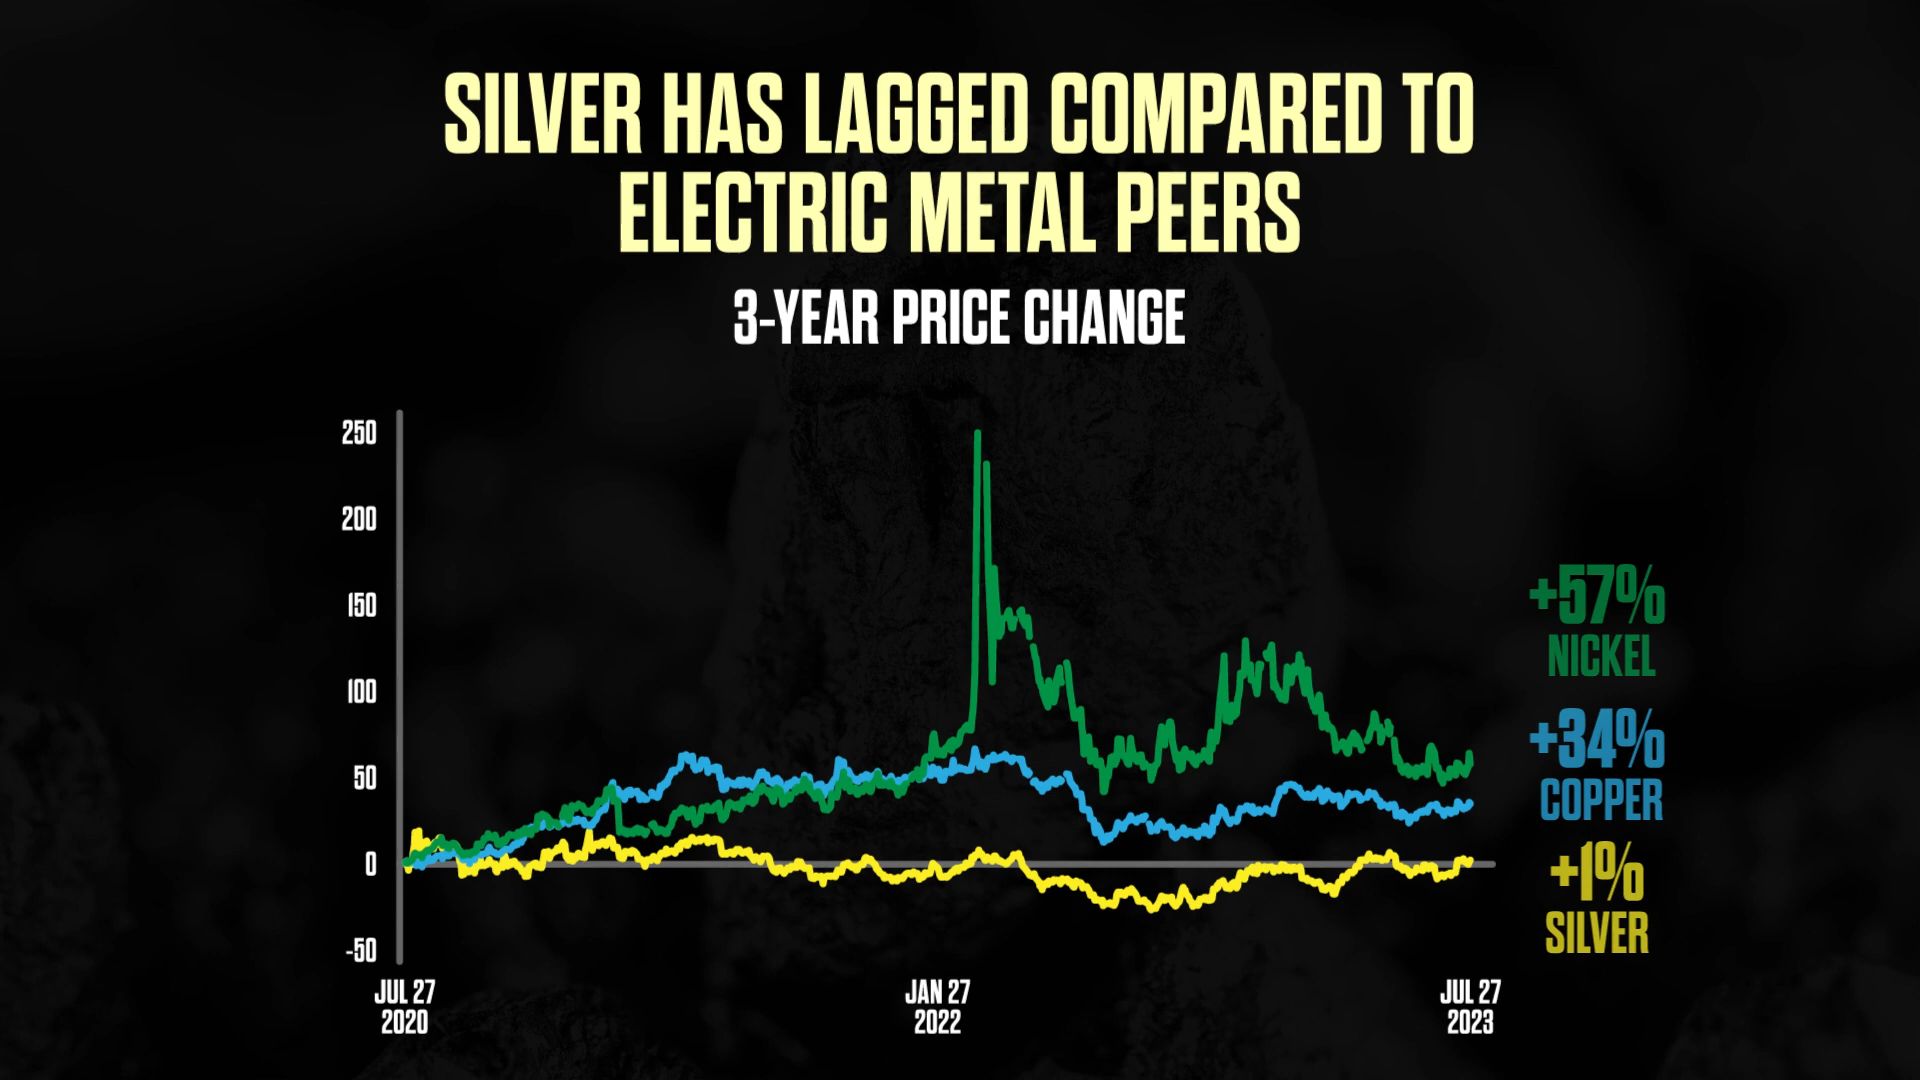 SILVER HAS LAGGED COMPARED TO
ELECTRIC METAL PEERS
3-YEAR PRICE CHANGE
250
200
150
100
50
0
-50
JUL 27
2020
JAN 27
2022
JUL 27
2023
+57%
NICKEL
+34%
COPPER
+1%
SILVER